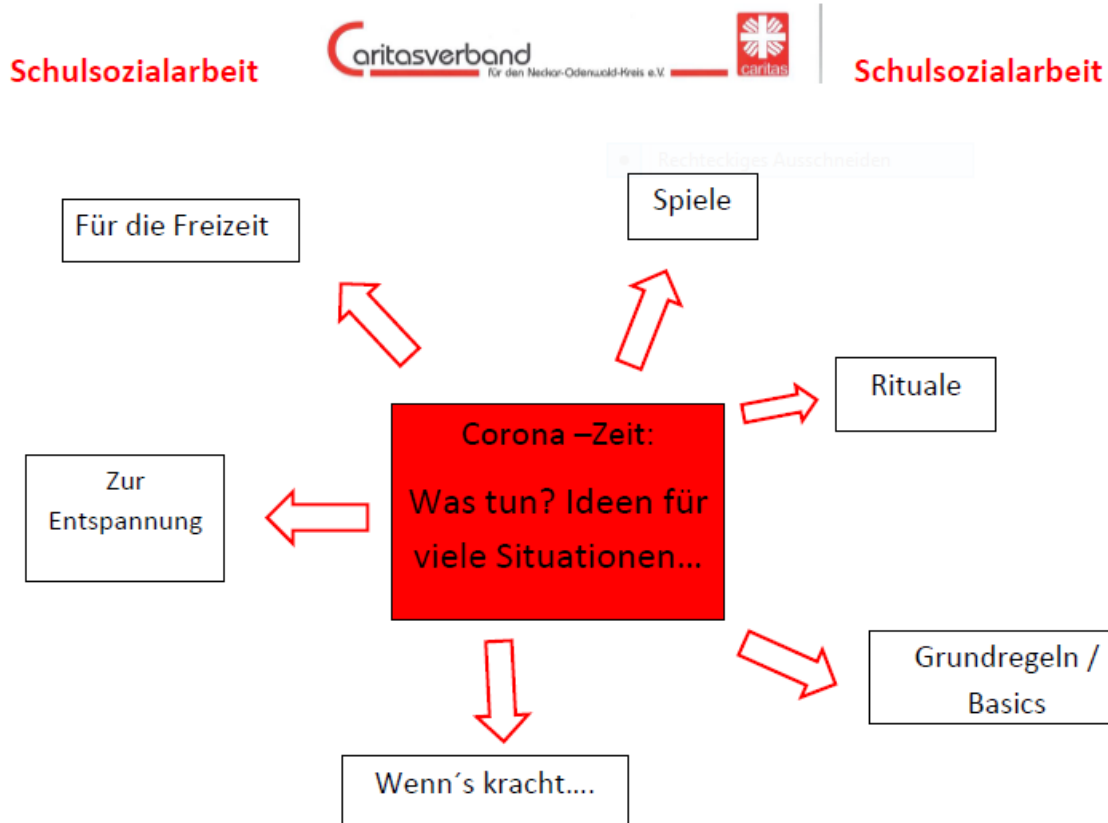 Schulsozialarbeit
Caritasverband
für den Neckar-Odenwald-Kreis e.V.
caritas
Schulsozialarbeit
Rechteckiges Ausschneiden
Für die Freizeit
Spiele
Rituale
Corona –Zeit:
Was tun? Ideen für
viele Situationen...
Zur
Entspannung
Grundregeln /
Basics
Wenn´s kracht....